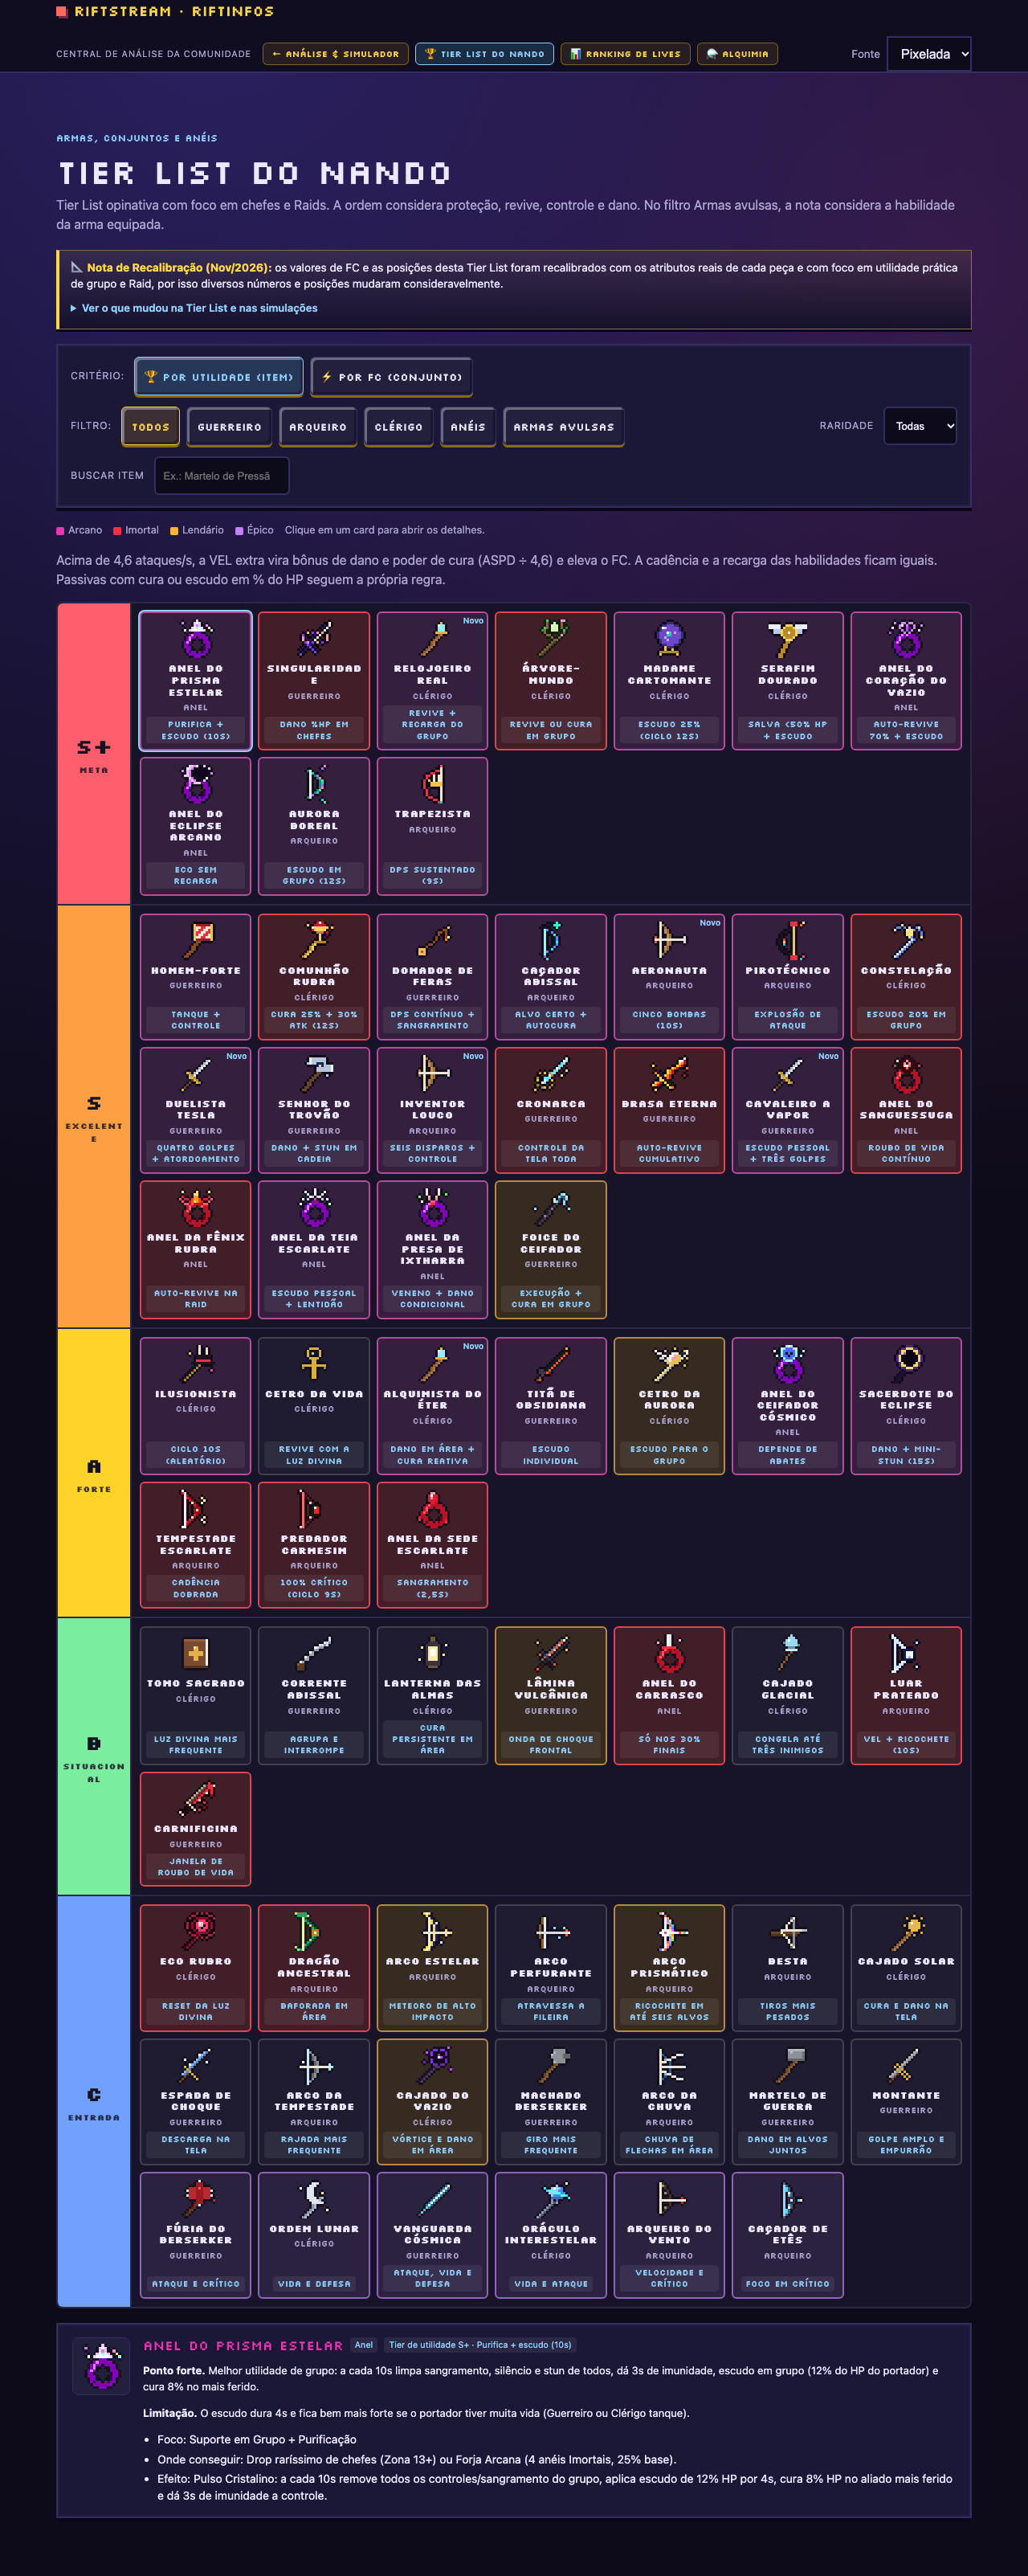 RIFTSTREAM · RIFTINFOS
CENTRAL DE ANÁLISE DA COMUNIDADE
← ANÁLISE & SIMULADOR
🏆 TIER LIST DO NANDO
📊 RANKING DE LIVES
ALQUIMIA
Fonte
Pixelada
ARMAS, CONJUNTOS E ANÉIS
TIER LIST DO NANDO
Tier List opinativa com foco em chefes e Raids. A ordem considera proteção, revive, controle e dano. No filtro Armas avulsas, a nota considera a habilidade
da arma equipada.
📐 Nota de Recalibração (Nov/2026): os valores de FC e as posições desta Tier List foram recalibrados com os atributos reais de cada peça e com foco em utilidade prática
de grupo e Raid, por isso diversos números e posições mudaram consideravelmente.
▶ Ver o que mudou na Tier List e nas simulações
CRITÉRIO:
🏆 POR UTILIDADE (ITEM)
⚡ POR FC (CONJUNTO)
FILTRO:
TODOS
GUERREIRO
ARQUEIRO
CLÉRIGO
ANÉIS
ARMAS AVULSAS
RARIDADE
Todas
BUSCAR ITEM
Ex.: Martelo de Pressã
Arcano
Imortal
Lendário
Épico
Clique em um card para abrir os detalhes.
Acima de 4,6 ataques/s, a VEL extra vira bônus de dano e poder de cura (ASPD ÷ 4,6) e eleva o FC. A cadência e a recarga das habilidades ficam iguais.
Passivas com cura ou escudo em % do HP seguem a própria regra.
S+
META
ANEL DO
PRISMA
ESTELAR
ANEL
PURIFICA +
ESCUDO (10S)
SINGULARIDAD
E
GUERREIRO
DANO %HP EM
CHEFES
Novo
RELOJOEIRO
REAL
CLÉRIGO
REVIVE +
RECARGA DO
GRUPO
ÁRVORE-
MUNDO
CLÉRIGO
REVIVE OU CURA
EM GRUPO
MADAME
CARTOMANTE
CLÉRIGO
ESCUDO 25%
(CICLO 12S)
SERAFIM
DOURADO
CLÉRIGO
SALVA <50% HP
+ ESCUDO
ANEL DO
CORAÇÃO DO
VAZIO
ANEL
AUTO-REVIVE
70% + ESCUDO
ANEL DO
ECLIPSE
ARCANO
ANEL
ECO SEM
RECARGA
AURORA
BOREAL
ARQUEIRO
ESCUDO EM
GRUPO (12S)
TRAPEZISTA
ARQUEIRO
DPS SUSTENTADO
(9S)
S
EXCELENT
E
HOMEM-FORTE
GUERREIRO
TANQUE +
CONTROLE
COMUNHÃO
RUBRA
CLÉRIGO
CURA 25% + 30%
ATK (12S)
DOMADOR DE
FERAS
GUERREIRO
DPS CONTÍNUO +
SANGRAMENTO
CAÇADOR
ABISSAL
ARQUEIRO
ALVO CERTO +
AUTOCURA
Novo
AERONAUTA
ARQUEIRO
CINCO BOMBAS
(10S)
PIROTÉCNICO
ARQUEIRO
EXPLOSÃO DE
ATAQUE
CONSTELAÇÃO
CLÉRIGO
ESCUDO 20% EM
GRUPO
Novo
DUELISTA
TESLA
GUERREIRO
QUATRO GOLPES
+ ATORDOAMENTO
SENHOR DO
TROVÃO
GUERREIRO
DANO + STUN EM
CADEIA
Novo
INVENTOR
LOUCO
ARQUEIRO
SEIS DISPAROS +
CONTROLE
CRONARCA
GUERREIRO
CONTROLE DA
TELA TODA
BRASA ETERNA
GUERREIRO
AUTO-REVIVE
CUMULATIVO
Novo
CAVALEIRO A
VAPOR
GUERREIRO
ESCUDO PESSOAL
+ TRÊS GOLPES
ANEL DO
SANGUESSUGA
ANEL
ROUBO DE VIDA
CONTÍNUO
ANEL DA FÊNIX
RUBRA
ANEL
AUTO-REVIVE NA
RAID
ANEL DA TEIA
ESCARLATE
ANEL
ESCUDO PESSOAL
+ LENTIDÃO
ANEL DA
PRESA DE
IXTHARRA
ANEL
VENENO + DANO
CONDICIONAL
FOICE DO
CEIFADOR
GUERREIRO
EXECUÇÃO +
CURA EM GRUPO
A
FORTE
ILUSIONISTA
CLÉRIGO
CICLO 10S
(ALEATÓRIO)
CETRO DA VIDA
CLÉRIGO
REVIVE COM A
LUZ DIVINA
Novo
ALQUIMISTA DO
ÉTER
CLÉRIGO
DANO EM ÁREA +
CURA REATIVA
TITÃ DE
OBSIDIANA
GUERREIRO
ESCUDO
INDIVIDUAL
CETRO DA
AURORA
CLÉRIGO
ESCUDO PARA O
GRUPO
ANEL DO
CEIFADOR
CÓSMICO
ANEL
DEPENDE DE
ABATES
SACERDOTE DO
ECLIPSE
CLÉRIGO
DANO + MINI-
STUN (15S)
TEMPESTADE
ESCARLATE
ARQUEIRO
CADÊNCIA
DOBRADA
PREDADOR
CARMESIM
ARQUEIRO
100% CRÍTICO
(CICLO 9S)
ANEL DA SEDE
ESCARLATE
ANEL
SANGRAMENTO
(2,5S)
B
SITUACION
AL
TOMO SAGRADO
CLÉRIGO
LUZ DIVINA MAIS
FREQUENTE
CORRENTE
ABISSAL
GUERREIRO
AGRUPA E
INTERROMPE
LANTERNA DAS
ALMAS
CLÉRIGO
CURA
PERSISTENTE EM
ÁREA
LÂMINA
VULCÂNICA
GUERREIRO
ONDA DE CHOQUE
FRONTAL
ANEL DO
CARRASCO
ANEL
SÓ NOS 30%
FINAIS
CAJADO
GLACIAL
CLÉRIGO
CONGELA ATÉ
TRÊS INIMIGOS
LUAR
PRATEADO
ARQUEIRO
VEL + RICOCHETE
(10S)
CARNIFICINA
GUERREIRO
JANELA DE
ROUBO DE VIDA
C
ENTRADA
ECO RUBRO
CLÉRIGO
RESET DA LUZ
DIVINA
DRAGÃO
ANCESTRAL
ARQUEIRO
BAFORADA EM
ÁREA
ARCO ESTELAR
ARQUEIRO
METEORO DE ALTO
IMPACTO
ARCO
PERFURANTE
ARQUEIRO
ATRAVESSA A
FILEIRA
ARCO
PRISMÁTICO
ARQUEIRO
RICOCHETE EM
ATÉ SEIS ALVOS
BESTA
ARQUEIRO
TIROS MAIS
PESADOS
CAJADO SOLAR
CLÉRIGO
CURA E DANO NA
TELA
ESPADA DE
CHOQUE
GUERREIRO
DESCARGA NA
TELA
ARCO DA
TEMPESTADE
ARQUEIRO
RAJADA MAIS
FREQUENTE
CAJADO DO
VAZIO
CLÉRIGO
VÓRTICE E DANO
EM ÁREA
MACHADO
BERSERKER
GUERREIRO
GIRO MAIS
FREQUENTE
ARCO DA
CHUVA
ARQUEIRO
CHUVA DE
FLECHAS EM ÁREA
MARTELO DE
GUERRA
GUERREIRO
DANO EM ALVOS
JUNTOS
MONTANTE
GUERREIRO
GOLPE AMPLO E
EMPURRÃO
FÚRIA DO
BERSERKER
GUERREIRO
ATAQUE E CRÍTICO
ORDEM LUNAR
CLÉRIGO
VIDA E DEFESA
VANGUARDA
CÓSMICA
GUERREIRO
ATAQUE, VIDA E
DEFESA
ORÁCULO
INTERESTELAR
CLÉRIGO
VIDA E ATAQUE
ARQUEIRO DO
VENTO
ARQUEIRO
VELOCIDADE E
CRÍTICO
CAÇADOR DE
ETÊS
ARQUEIRO
FOCO EM CRÍTICO
ANEL DO PRISMA ESTELAR
Anel
Tier de utilidade S+ · Purifica + escudo (10s)
Ponto forte. Melhor utilidade de grupo: a cada 10s limpa sangramento, silêncio e stun de todos, dá 3s de imunidade, escudo em grupo (12% do HP do portador) e
cura 8% no mais ferido.
Limitação. O escudo dura 4s e fica bem mais forte se o portador tiver muita vida (Guerreiro ou Clérigo tanque).
• Foco: Suporte em Grupo + Purificação
• Onde conseguir: Drop raríssimo de chefes (Zona 13+) ou Forja Arcana (4 anéis Imortais, 25% base).
• Efeito: Pulso Cristalino: a cada 10s remove todos os controles/sangramento do grupo, aplica escudo de 12% HP por 4s, cura 8% HP no aliado mais ferido
e dá 3s de imunidade a controle.